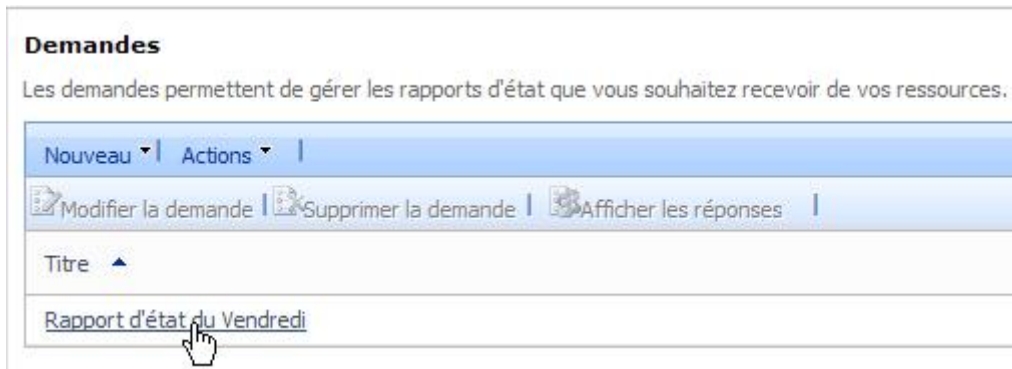 Demandes
Les demandes permettent de gérer les rapports d'état que vous souhaitez recevoir de vos ressources.
Nouveau Actions
Modifier la demande Supprimer la demande Afficher les réponses
Titre
Rapport d'état du Vendredi